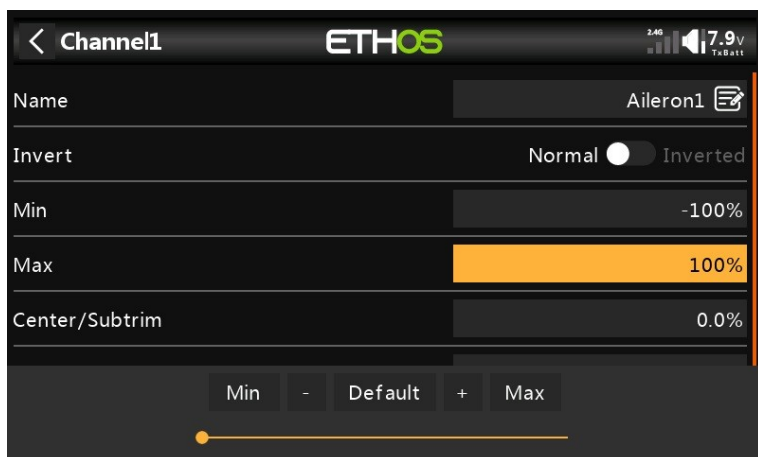 Channel1
ETHOS
2.4G
7.9V
TxBatt
Name Aileron1
Invert Normal Inverted
Min -100%
Max 100%
Center/Subtrim 0.0%
Min - Default + Max